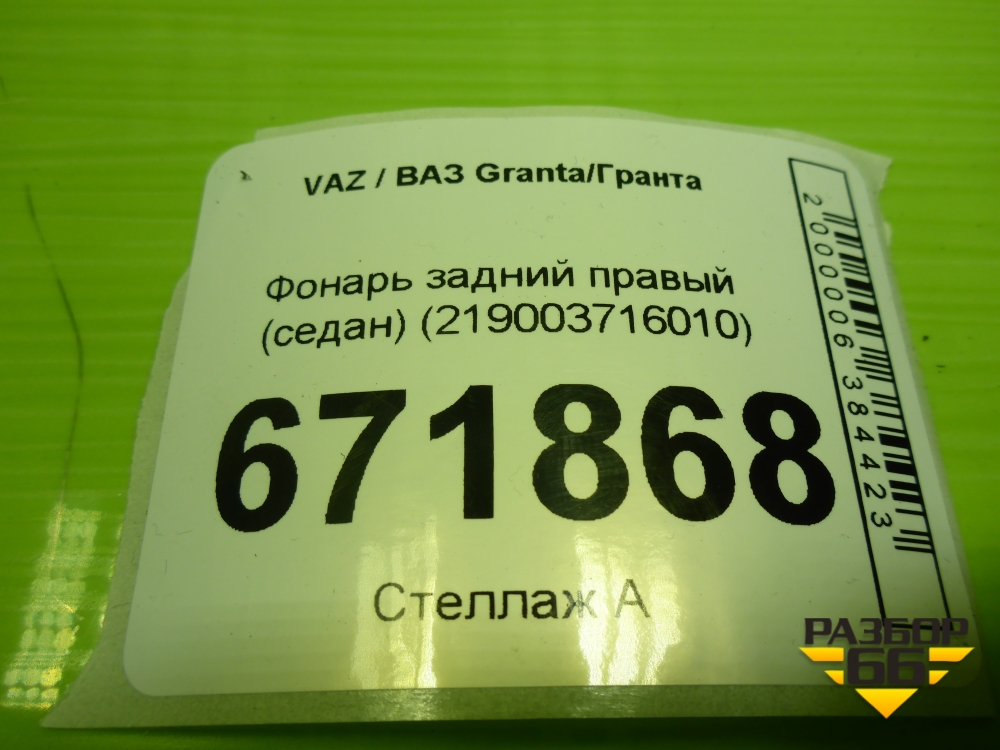 VAZ / ВАЗ Granta/Гранта
Фонарь задний правый
(седан) (219003716010)
671868
Стеллаж А
2000006384423
РАЗБОР
66